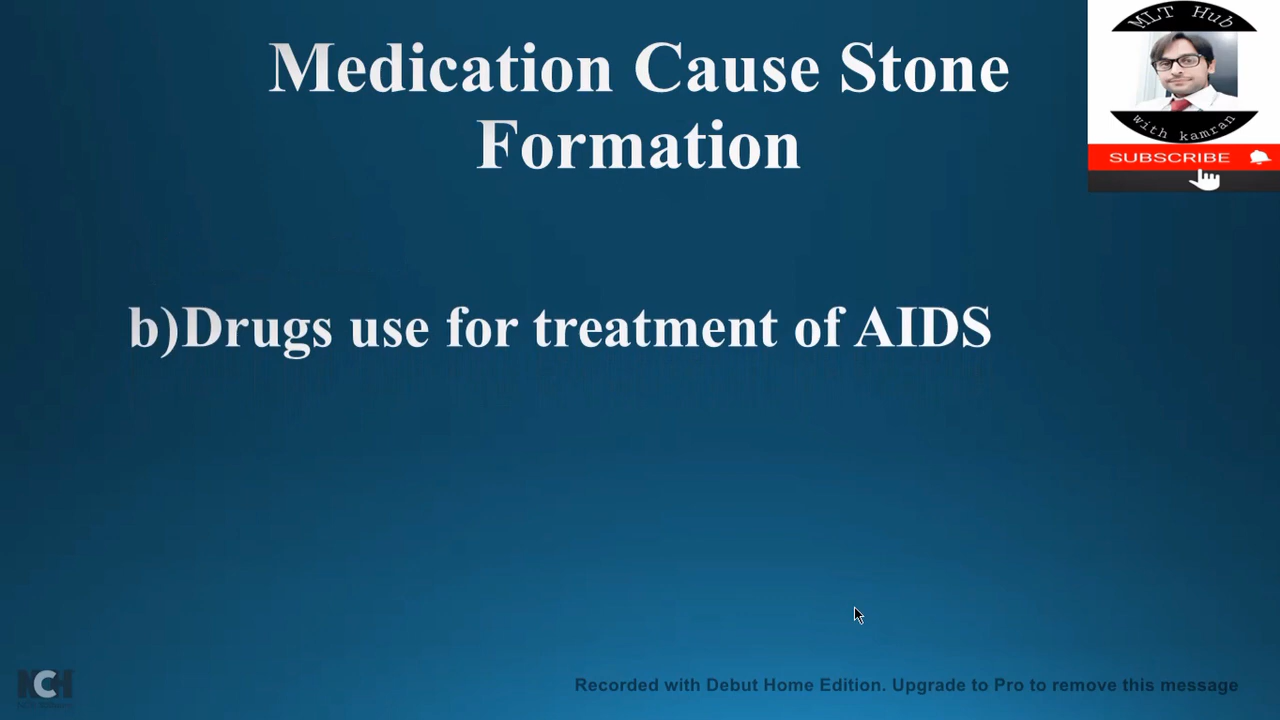 Medication Cause Stone
Formation
MLT Hub
with kamran
SUBSCRIBE
b)Drugs use for treatment of AIDS
NCH
Recorded with Debut Home Edition. Upgrade to Pro to remove this message